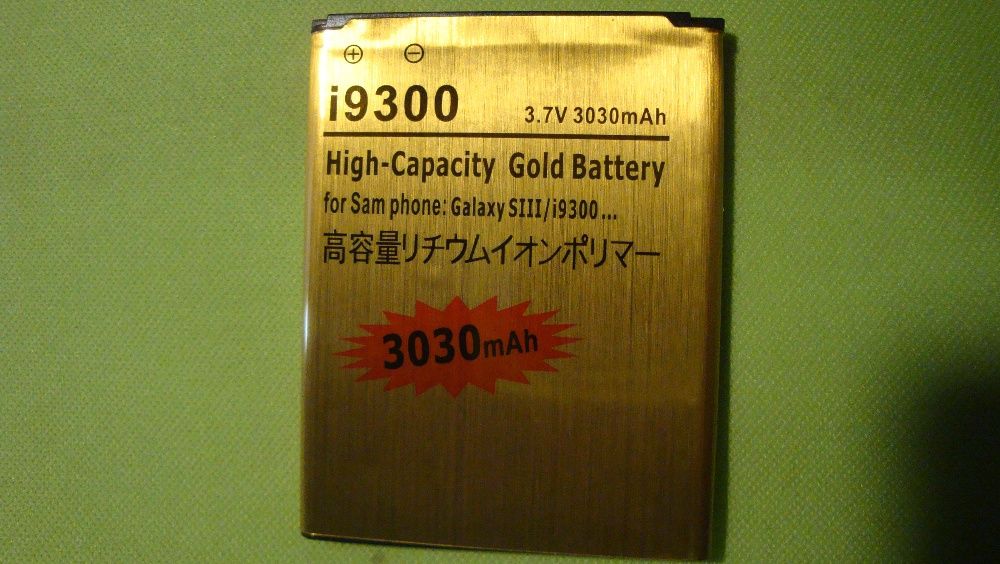 ⊕ ⊖
i9300 3.7V 3030mAh
High-Capacity Gold Battery
for Sam phone: Galaxy SIII/i9300...
高容量リチウムイオンポリマー
3030mAh